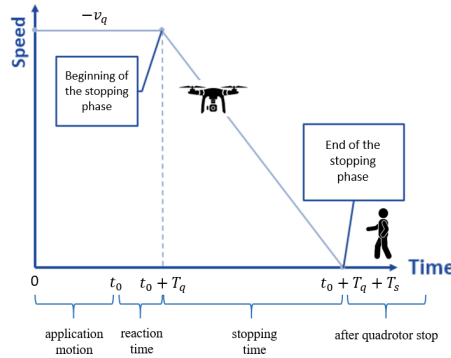 −v_q
Speed
Beginning of
the stopping
phase
End of the
stopping
phase
Time
0
t_0
t_0 + T_q
t_0 + T_q + T_s
application
motion
reaction
time
stopping
time
after quadrotor stop